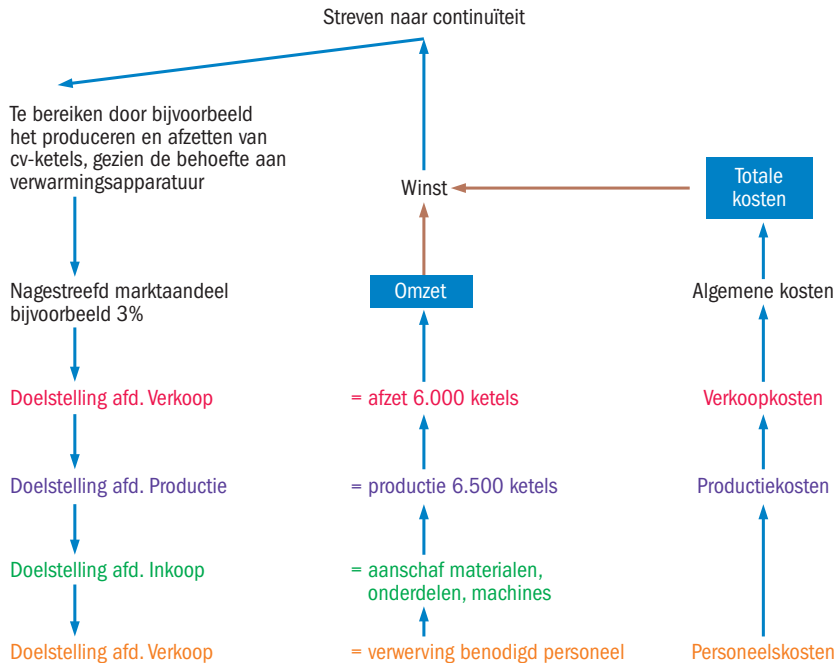 Streven naar continuïteit
Te bereiken door bijvoorbeeld
het produceren en afzetten van
cv-ketels, gezien de behoefte aan
verwarmingsapparatuur
Winst
Totale
kosten
Nagestreefd marktaandeel
bijvoorbeeld 3%
Omzet
Algemene kosten
Doelstelling afd. Verkoop
= afzet 6.000 ketels
Verkoopkosten
Doelstelling afd. Productie
= productie 6.500 ketels
Productiekosten
Doelstelling afd. Inkoop
= aanschaf materialen,
onderdelen, machines
Doelstelling afd. Verkoop
= verwerving benodigd personeel
Personeelskosten